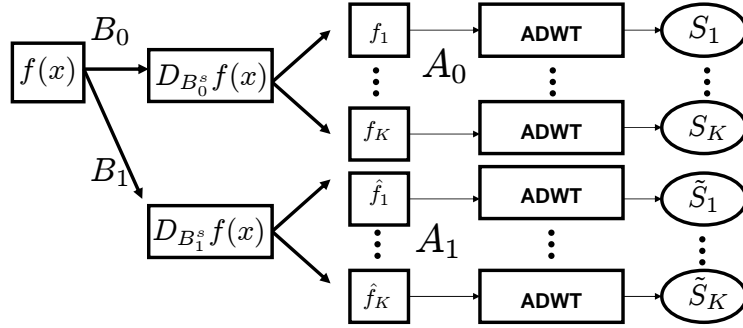 B_0
f(x)
D_{B_0^s} f(x)
f_1
A_0
ADWT
S_1
f_K
ADWT
S_K
B_1
D_{B_1^s} f(x)
\hat{f}_1
A_1
ADWT
\tilde{S}_1
\hat{f}_K
ADWT
\tilde{S}_K